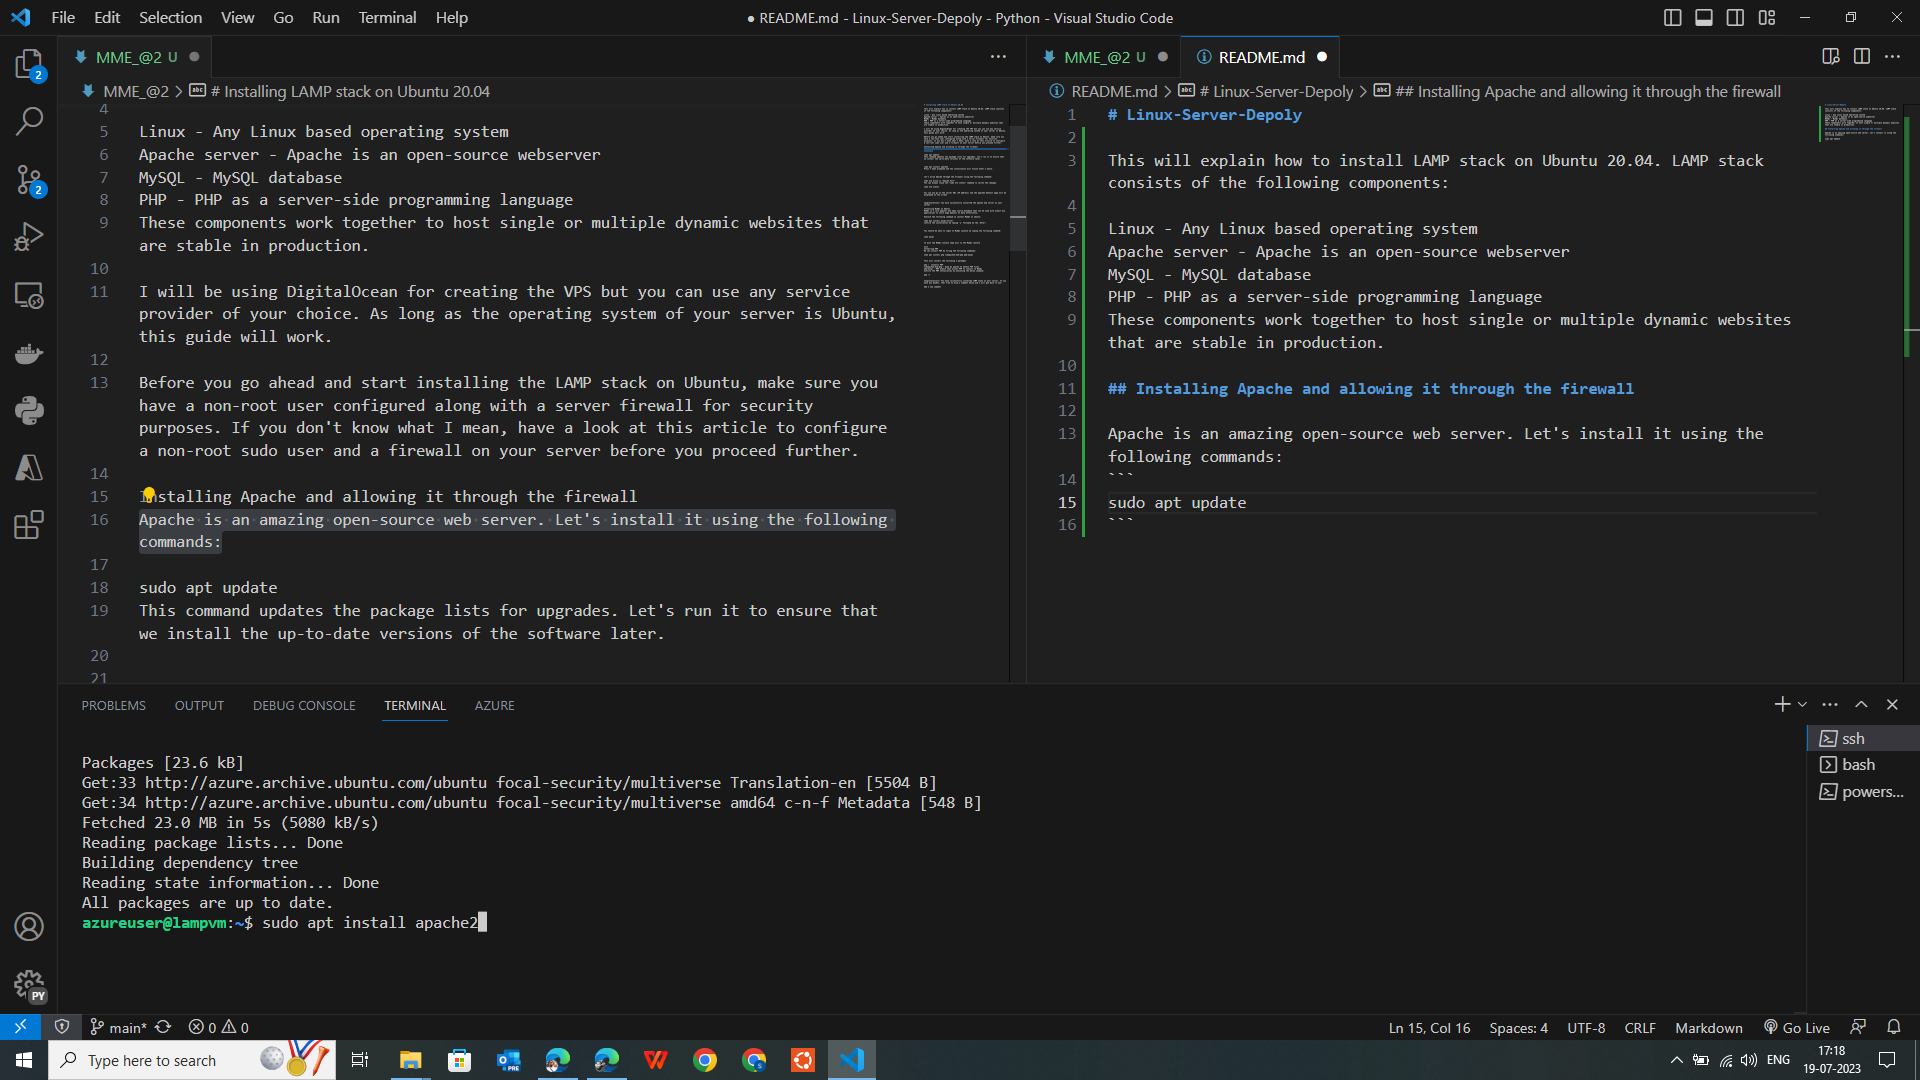 File Edit Selection View Go Run Terminal Help
● README.md - Linux-Server-Depoly - Python - Visual Studio Code
MME_@2 U
MME_@2 > # Installing LAMP stack on Ubuntu 20.04
4
5 Linux - Any Linux based operating system
6 Apache server - Apache is an open-source webserver
7 MySQL - MySQL database
8 PHP - PHP as a server-side programming language
9 These components work together to host single or multiple dynamic websites that
are stable in production.
10
11 I will be using DigitalOcean for creating the VPS but you can use any service
provider of your choice. As long as the operating system of your server is Ubuntu,
this guide will work.
12
13 Before you go ahead and start installing the LAMP stack on Ubuntu, make sure you
have a non-root user configured along with a server firewall for security
purposes. If you don't know what I mean, have a look at this article to configure
a non-root sudo user and a firewall on your server before you proceed further.
14
15 Installing Apache and allowing it through the firewall
16 Apache is an amazing open-source web server. Let's install it using the following
commands:
17
18 sudo apt update
19 This command updates the package lists for upgrades. Let's run it to ensure that
we install the up-to-date versions of the software later.
20
21
MME_@2 U
README.md
README.md > # Linux-Server-Depoly > ## Installing Apache and allowing it through the firewall
1 # Linux-Server-Depoly
2
3 This will explain how to install LAMP stack on Ubuntu 20.04. LAMP stack
consists of the following components:
4
5 Linux - Any Linux based operating system
6 Apache server - Apache is an open-source webserver
7 MySQL - MySQL database
8 PHP - PHP as a server-side programming language
9 These components work together to host single or multiple dynamic websites
that are stable in production.
10
11 ## Installing Apache and allowing it through the firewall
12
13 Apache is an amazing open-source web server. Let's install it using the
following commands:
14 ```
15 sudo apt update
16 ```
PROBLEMS OUTPUT DEBUG CONSOLE TERMINAL AZURE
Packages [23.6 kB]
Get:33 http://azure.archive.ubuntu.com/ubuntu focal-security/multiverse Translation-en [5504 B]
Get:34 http://azure.archive.ubuntu.com/ubuntu focal-security/multiverse amd64 c-n-f Metadata [548 B]
Fetched 23.0 MB in 5s (5080 kB/s)
Reading package lists... Done
Building dependency tree
Reading state information... Done
All packages are up to date.
azureuser@lampvm:~$ sudo apt install apache2
ssh
bash
powers...
2
2
PY
main* 0 0
Ln 15, Col 16 Spaces: 4 UTF-8 CRLF Markdown Go Live
Type here to search
PRE
ENG
17:18
19-07-2023